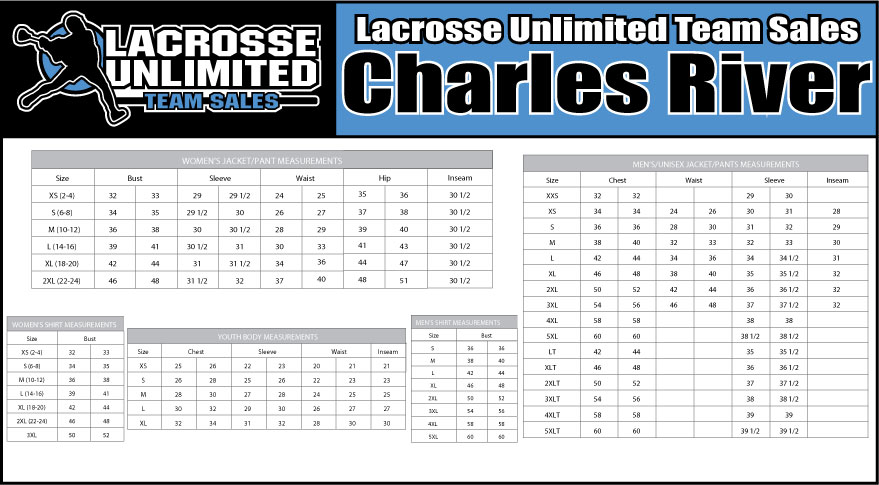 LACROSSE
UNLIMITED
TEAM SALES
Lacrosse Unlimited Team Sales
Charles River
WOMEN'S JACKET/PANT MEASUREMENTS
Size Bust Sleeve Waist Hip Inseam
XS (2-4) 32 33 29 29 1/2 24 25 35 36 30 1/2
S (6-8) 34 35 29 1/2 30 26 27 37 38 30 1/2
M (10-12) 36 38 30 30 1/2 28 29 39 40 30 1/2
L (14-16) 39 41 30 1/2 31 30 33 41 43 30 1/2
XL (18-20) 42 44 31 31 1/2 34 36 44 47 30 1/2
2XL (22-24) 46 48 31 1/2 32 37 40 48 51 30 1/2
MEN'S/UNISEX JACKET/PANTS MEASUREMENTS
Size Chest Waist Sleeve Inseam
XXS 32 32 29 30
XS 34 34 24 26 30 31 28
S 36 36 28 30 31 32 29
M 38 40 32 33 32 33 30
L 42 44 34 36 34 34 1/2 31
XL 46 48 38 40 35 35 1/2 32
2XL 50 52 42 44 36 36 1/2 32
3XL 54 56 46 48 37 37 1/2 32
4XL 58 58 38 38
5XL 60 60 38 1/2 38 1/2
LT 42 44 35 35 1/2
XLT 46 48 36 36 1/2
2XLT 50 52 37 37 1/2
3XLT 54 56 38 38 1/2
4XLT 58 58 39 39
5XLT 60 60 39 1/2 39 1/2
WOMEN'S SHIRT MEASUREMENTS
Size Bust
XS (2-4) 32 33
S (6-8) 34 35
M (10-12) 36 38
L (14-16) 39 41
XL (18-20) 42 44
2XL (22-24) 46 48
3XL 50 52
YOUTH BODY MEASUREMENTS
Size Chest Sleeve Waist Inseam
XS 25 26 22 23 20 21 21
S 26 28 25 26 22 23 23
M 28 30 27 28 24 25 25
L 30 32 29 30 26 27 27
XL 32 34 31 32 28 30 30
MEN'S SHIRT MEASUREMENTS
Size Bust
S 36 36
M 38 40
L 42 44
XL 46 48
2XL 50 52
3XL 54 56
4XL 58 58
5XL 60 60